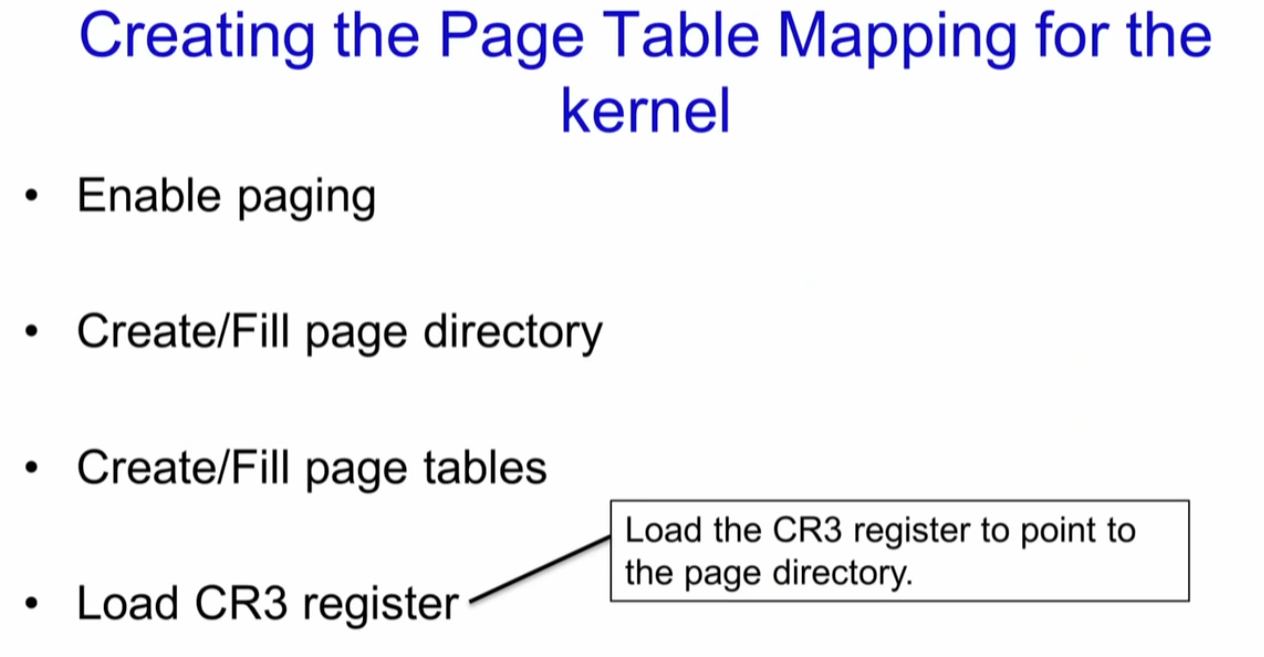 Creating the Page Table Mapping for the
kernel
• Enable paging
• Create/Fill page directory
• Create/Fill page tables
Load the CR3 register to point to
the page directory.
• Load CR3 register